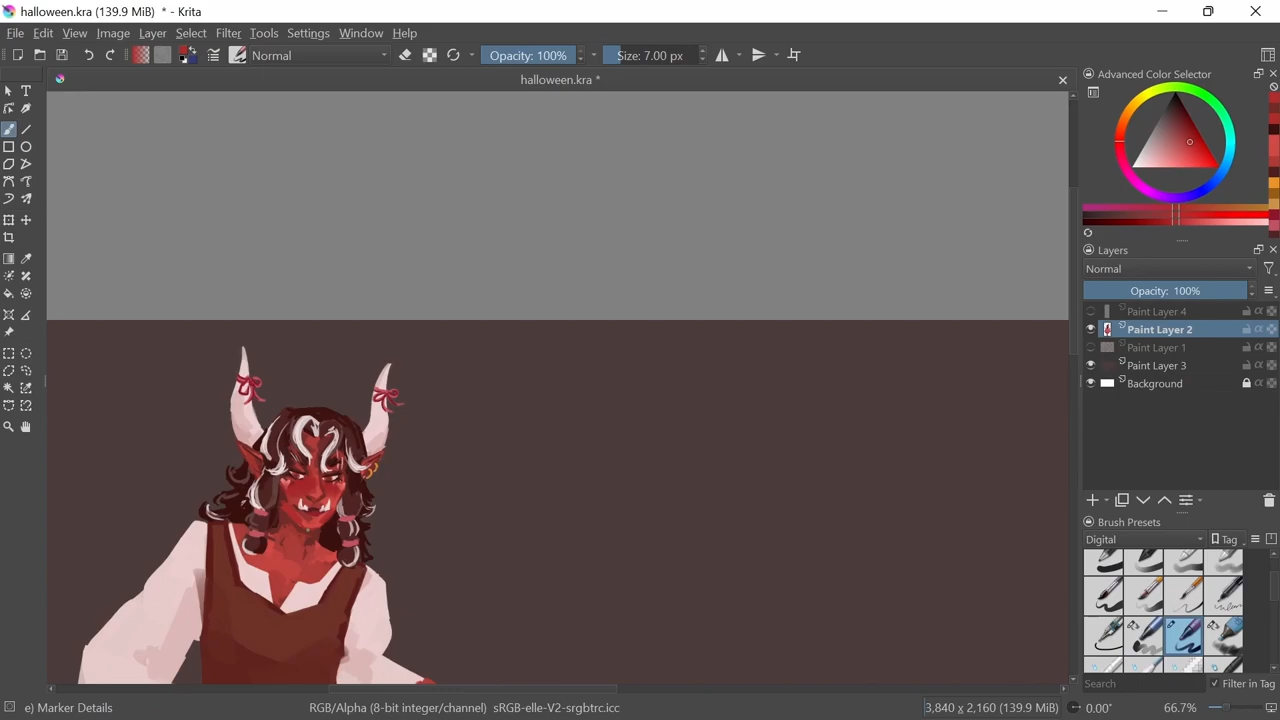 halloween.kra (139.9 MiB) * - Krita
File Edit View Image Layer Select Filter Tools Settings Window Help
Normal Opacity: 100% Size: 7.00 px
halloween.kra *
Advanced Color Selector
Layers
Normal
Opacity: 100%
Paint Layer 4
Paint Layer 2
Paint Layer 1
Paint Layer 3
Background
Brush Presets
Digital Tag
Search Filter in Tag
e) Marker Details RGB/Alpha (8-bit integer/channel) sRGB-elle-V2-srgbtrc.icc 3,840 x 2,160 (139.9 MiB) 0.00° 66.7%